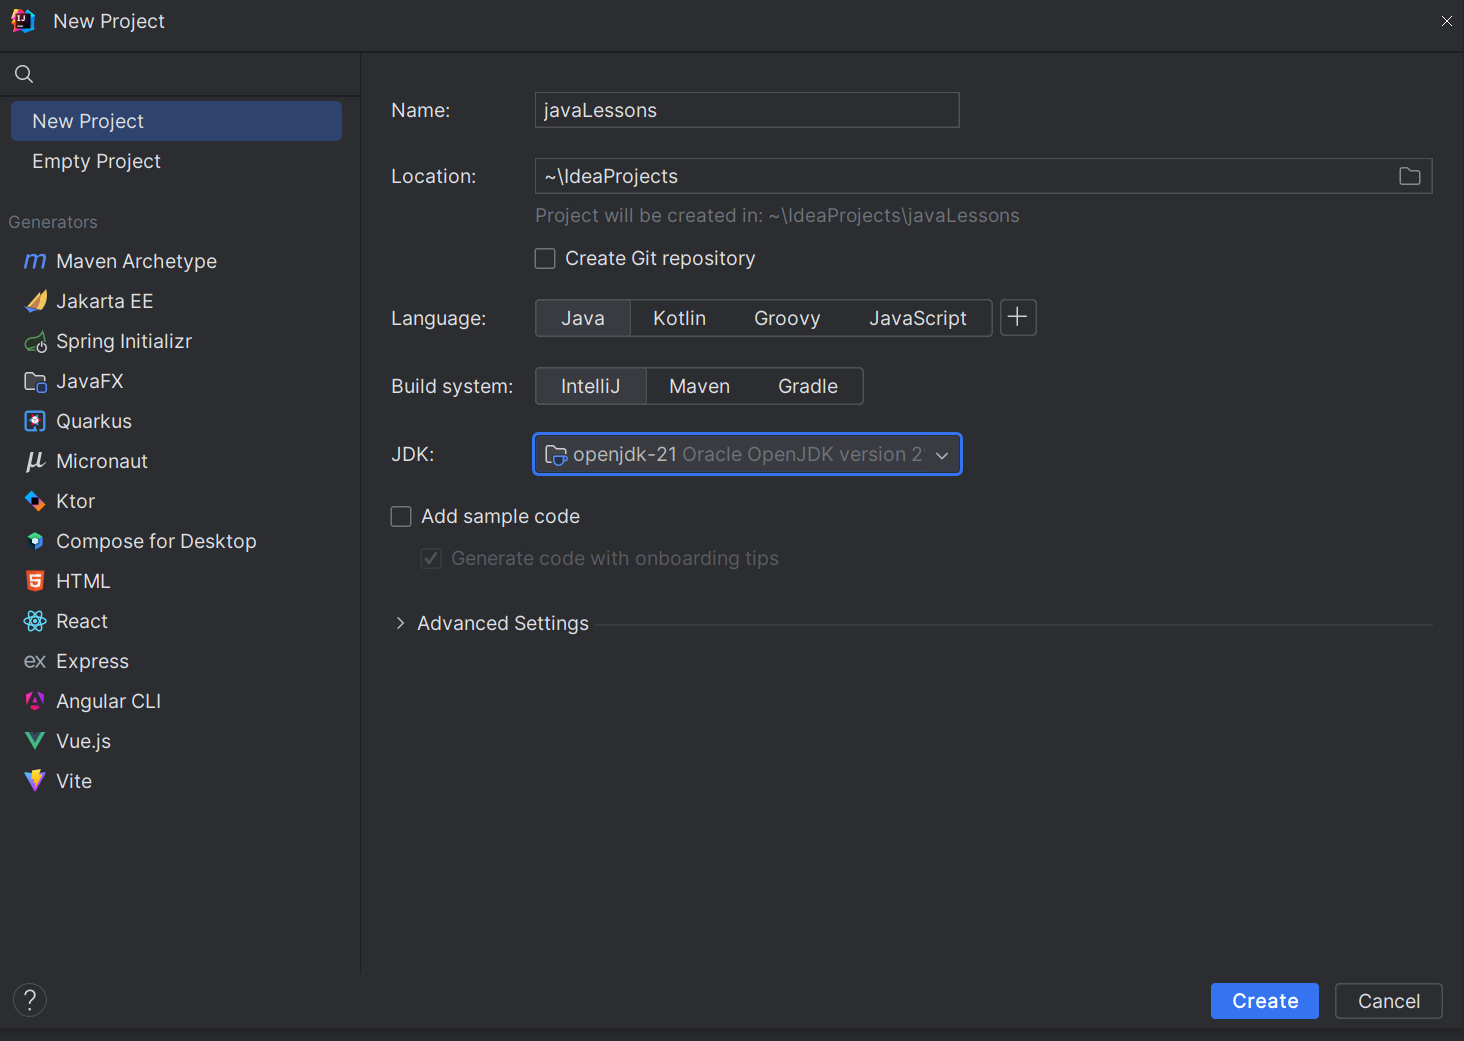 New Project
New Project
Empty Project
Generators
Maven Archetype
Jakarta EE
Spring Initializr
JavaFX
Quarkus
Micronaut
Ktor
Compose for Desktop
HTML
React
Express
Angular CLI
Vue.js
Vite
Name: javaLessons
Location: ~\IdeaProjects
Project will be created in: ~\IdeaProjects\javaLessons
Create Git repository
Language: Java Kotlin Groovy JavaScript
Build system: IntelliJ Maven Gradle
JDK: openjdk-21 Oracle OpenJDK version 2
Add sample code
Generate code with onboarding tips
Advanced Settings
? Create Cancel